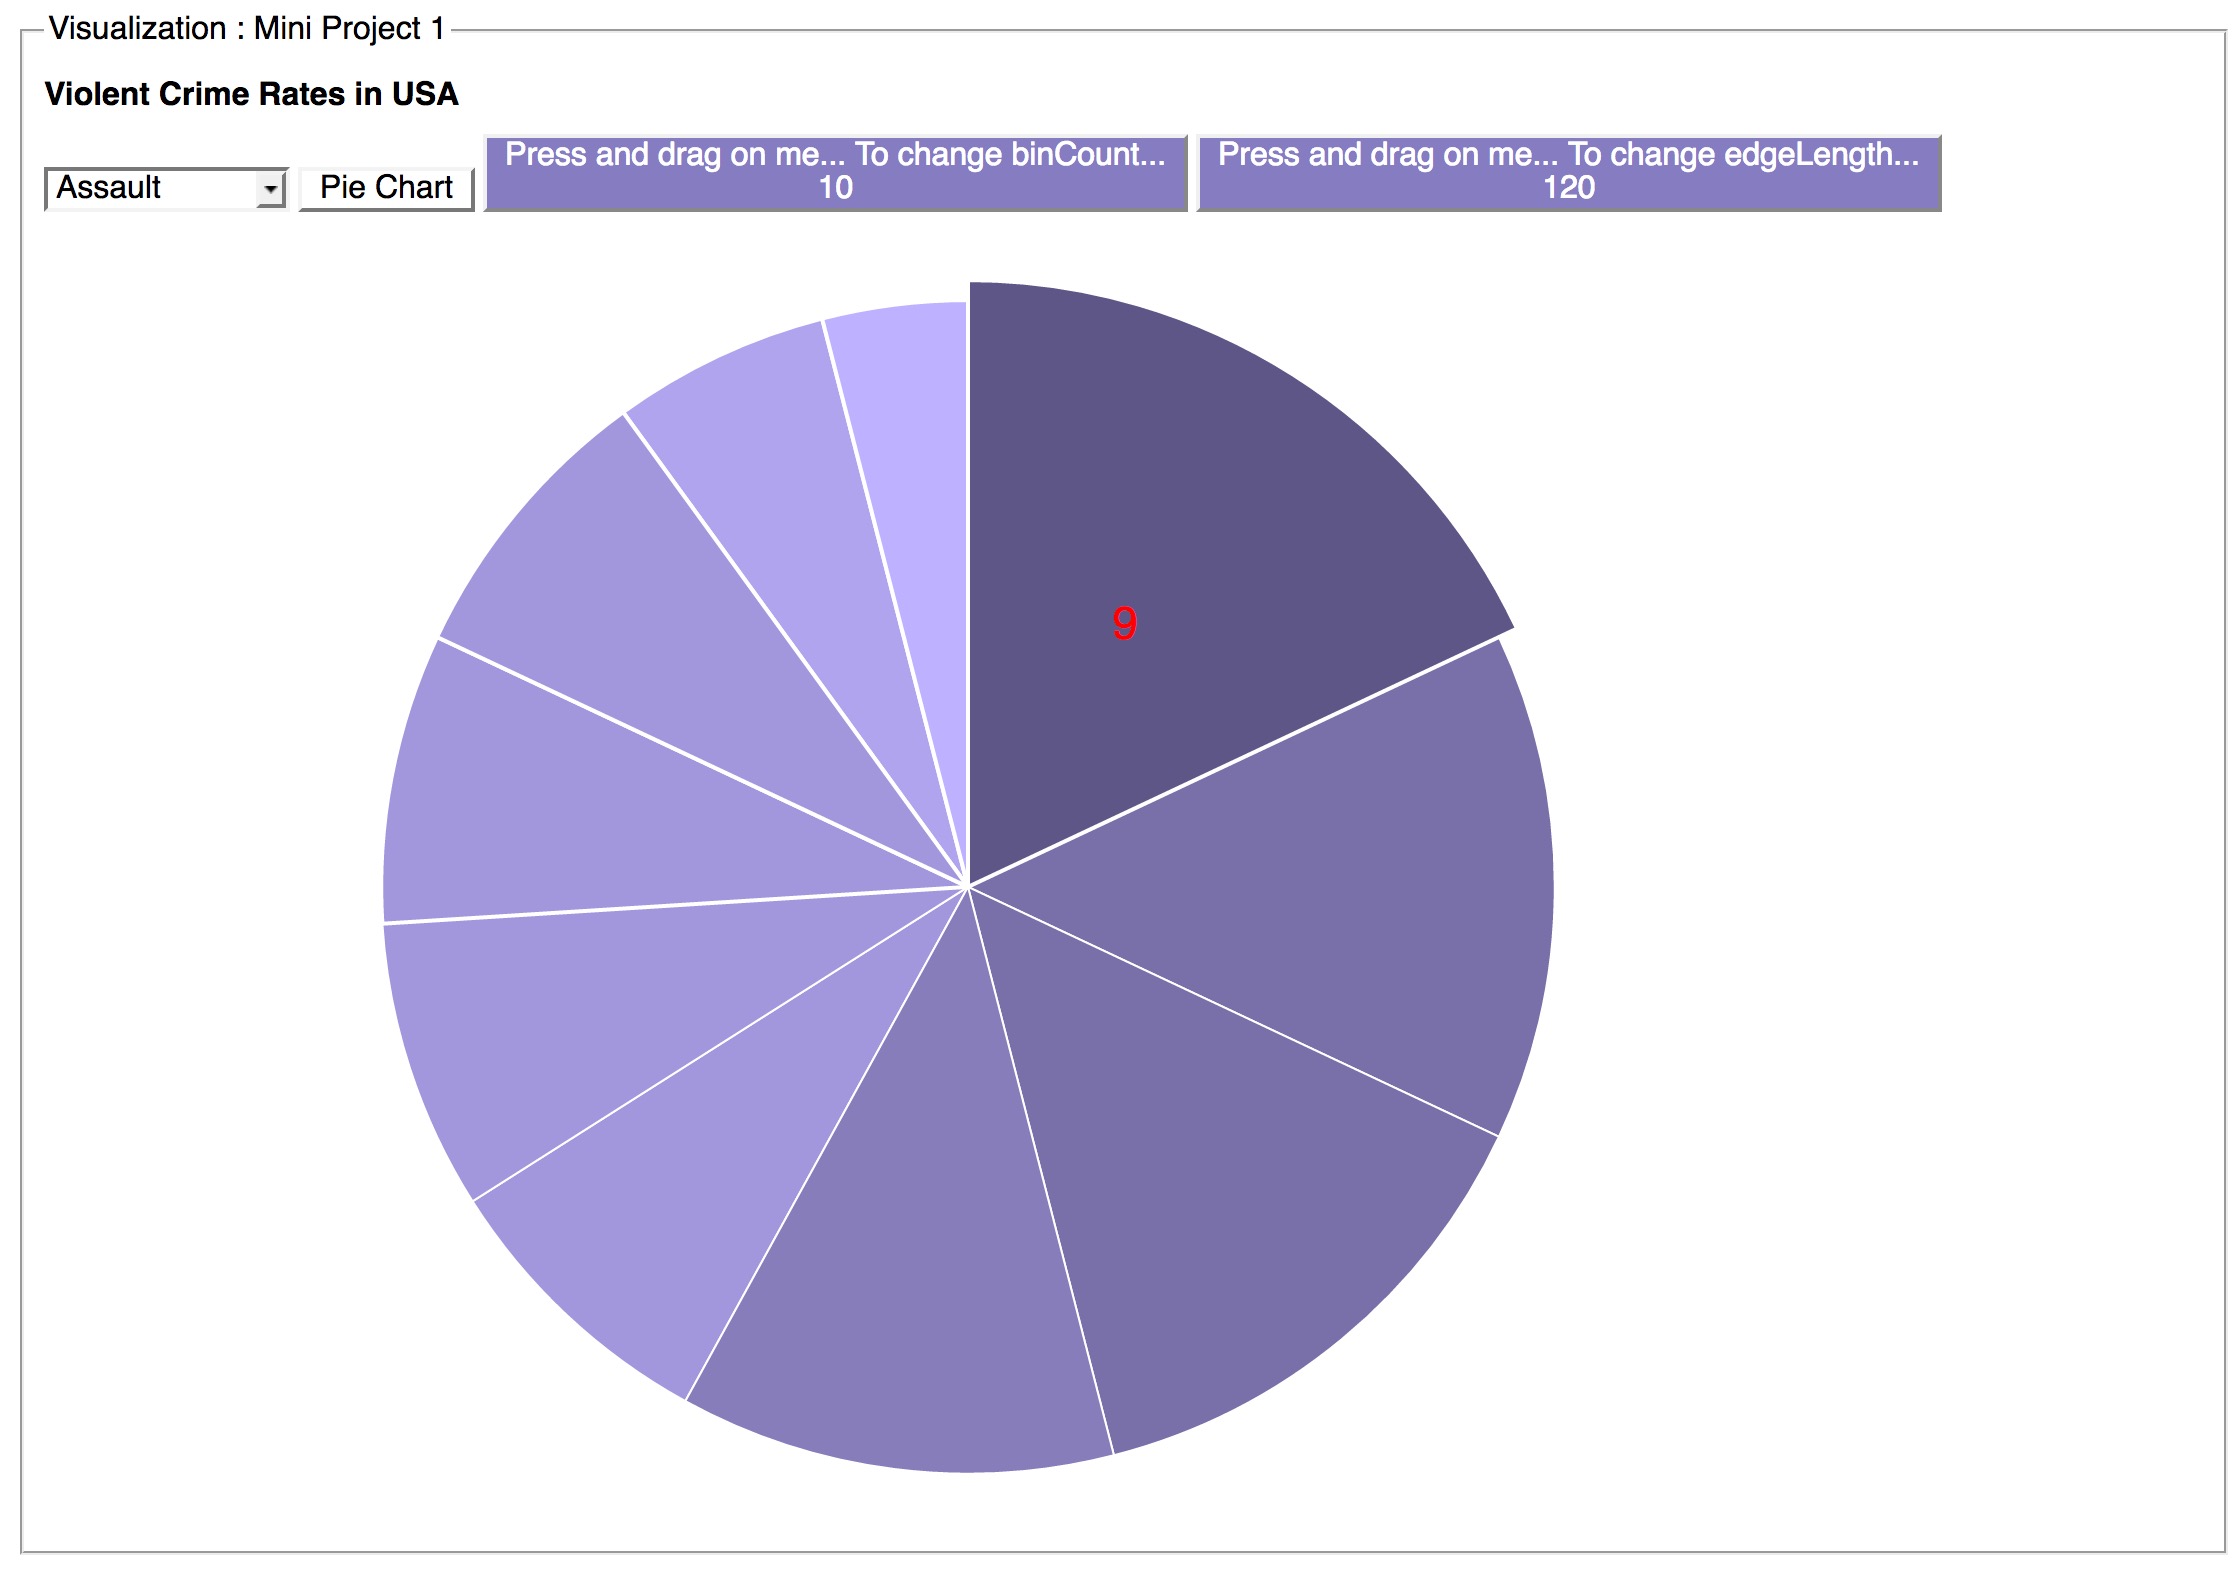 Visualization : Mini Project 1
Violent Crime Rates in USA
Assault
Pie Chart
Press and drag on me... To change binCount...
10
Press and drag on me... To change edgeLength...
120
9